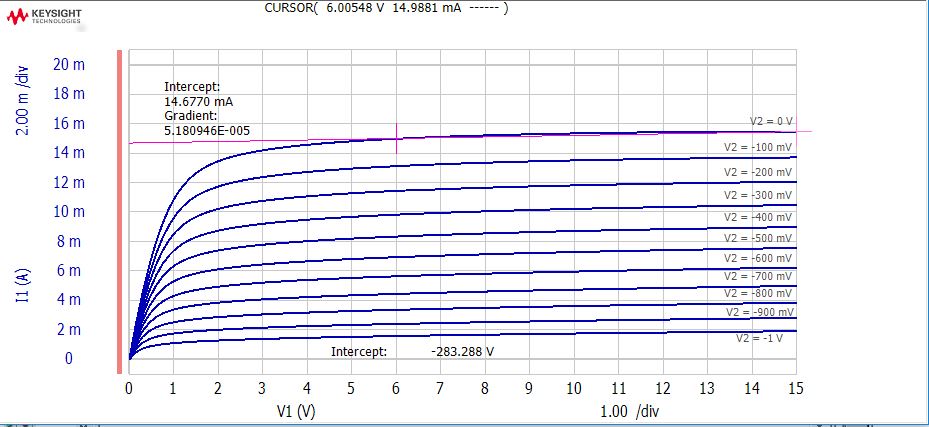 CURSOR( 6.00548 V 14.9881 mA ------ )
KEYSIGHT
TECHNOLOGIES
2.00 m /div
I1 (A)
20 m
18 m
16 m
14 m
12 m
10 m
8 m
6 m
4 m
2 m
0
Intercept:
14.6770 mA
Gradient:
5.180946E-005
V2 = 0 V
V2 = -100 mV
V2 = -200 mV
V2 = -300 mV
V2 = -400 mV
V2 = -500 mV
V2 = -600 mV
V2 = -700 mV
V2 = -800 mV
V2 = -900 mV
V2 = -1 V
Intercept: -283.288 V
0 1 2 3 4 5 6 7 8 9 10 11 12 13 14 15
V1 (V) 1.00 /div